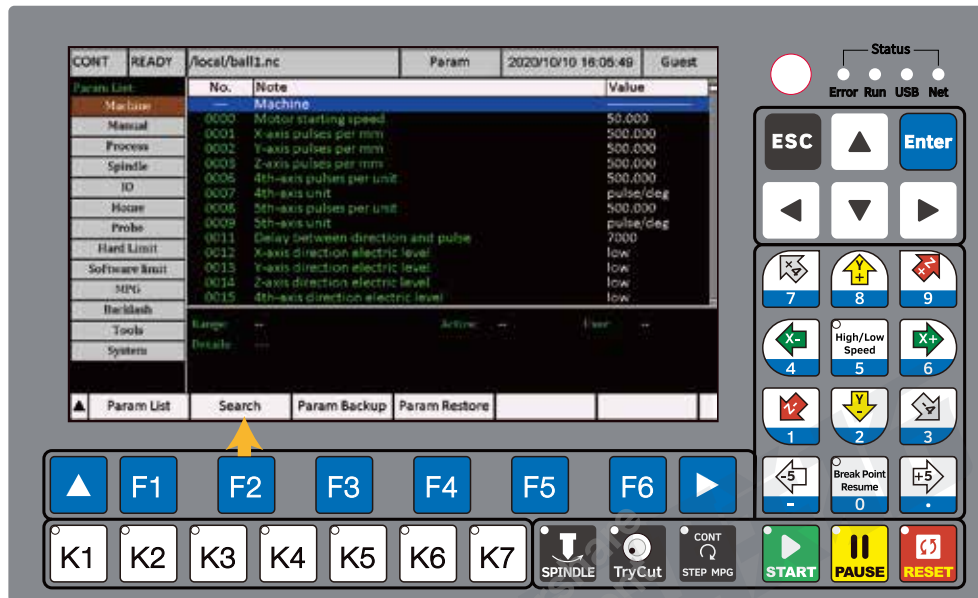 CONT READY /local/ball1.nc Param 2020/10/10 16:05:49 Guest
Param List No. Note Value
Machine --- Machine
Manual 0000 Motor starting speed 50.000
0001 X-axis pulses per mm 500.000
Process 0002 Y-axis pulses per mm 500.000
Spindle 0003 Z-axis pulses per mm 500.000
0006 4th-axis pulses per unit 500.000
IO 0007 4th-axis unit pulse/deg
Home 0008 5th-axis pulses per unit 500.000
Probe 0009 5th-axis unit pulse/deg
0011 Delay between direction and pulse 7000
Hard Limit 0012 X-axis direction electric level low
Software limit 0013 Y-axis direction electric level low
MPG 0014 Z-axis direction electric level low
0015 4th-axis direction electric level low
Backlash
Tools Range: -- Active: -- User: --
System Details: ---
Param List Search Param Backup Param Restore
F1 F2 F3 F4 F5 F6
K1 K2 K3 K4 K5 K6 K7
SPINDLE
TryCut
CONT
STEP MPG
Status
Error Run USB Net
ESC Enter
+4 Y+ Z+
7 8 9
X- High/Low Speed X+
4 5 6
Z- Y- -4
1 2 3
-5 Break Point Resume +5
- 0 .
START PAUSE RESET